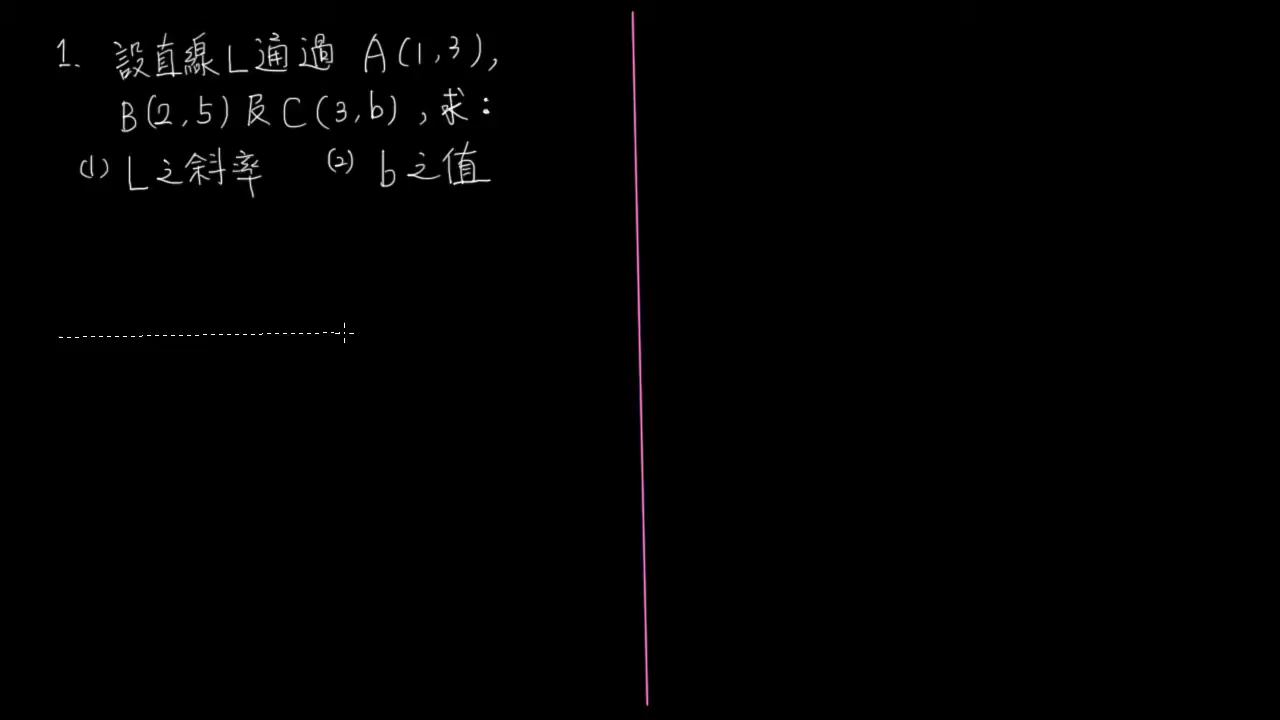 1. 設直線L通過 A(1,3),
B(2,5)及C(3,b),求:
(1) L之斜率 (2) b之值